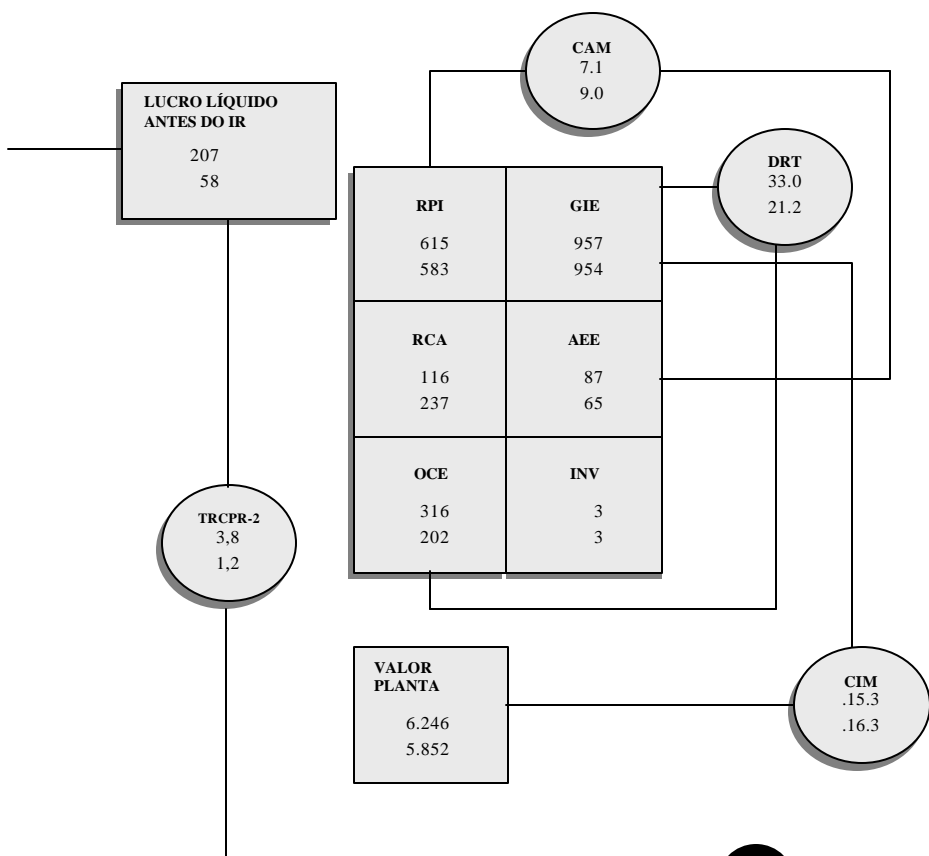 CAM
7.1
9.0
LUCRO LÍQUIDO
ANTES DO IR
207
58
DRT
33.0
21.2
RPI
615
583
GIE
957
954
RCA
116
237
AEE
87
65
OCE
316
202
INV
3
3
TRCPR-2
3,8
1,2
VALOR
PLANTA
6.246
5.852
CIM
.15.3
.16.3